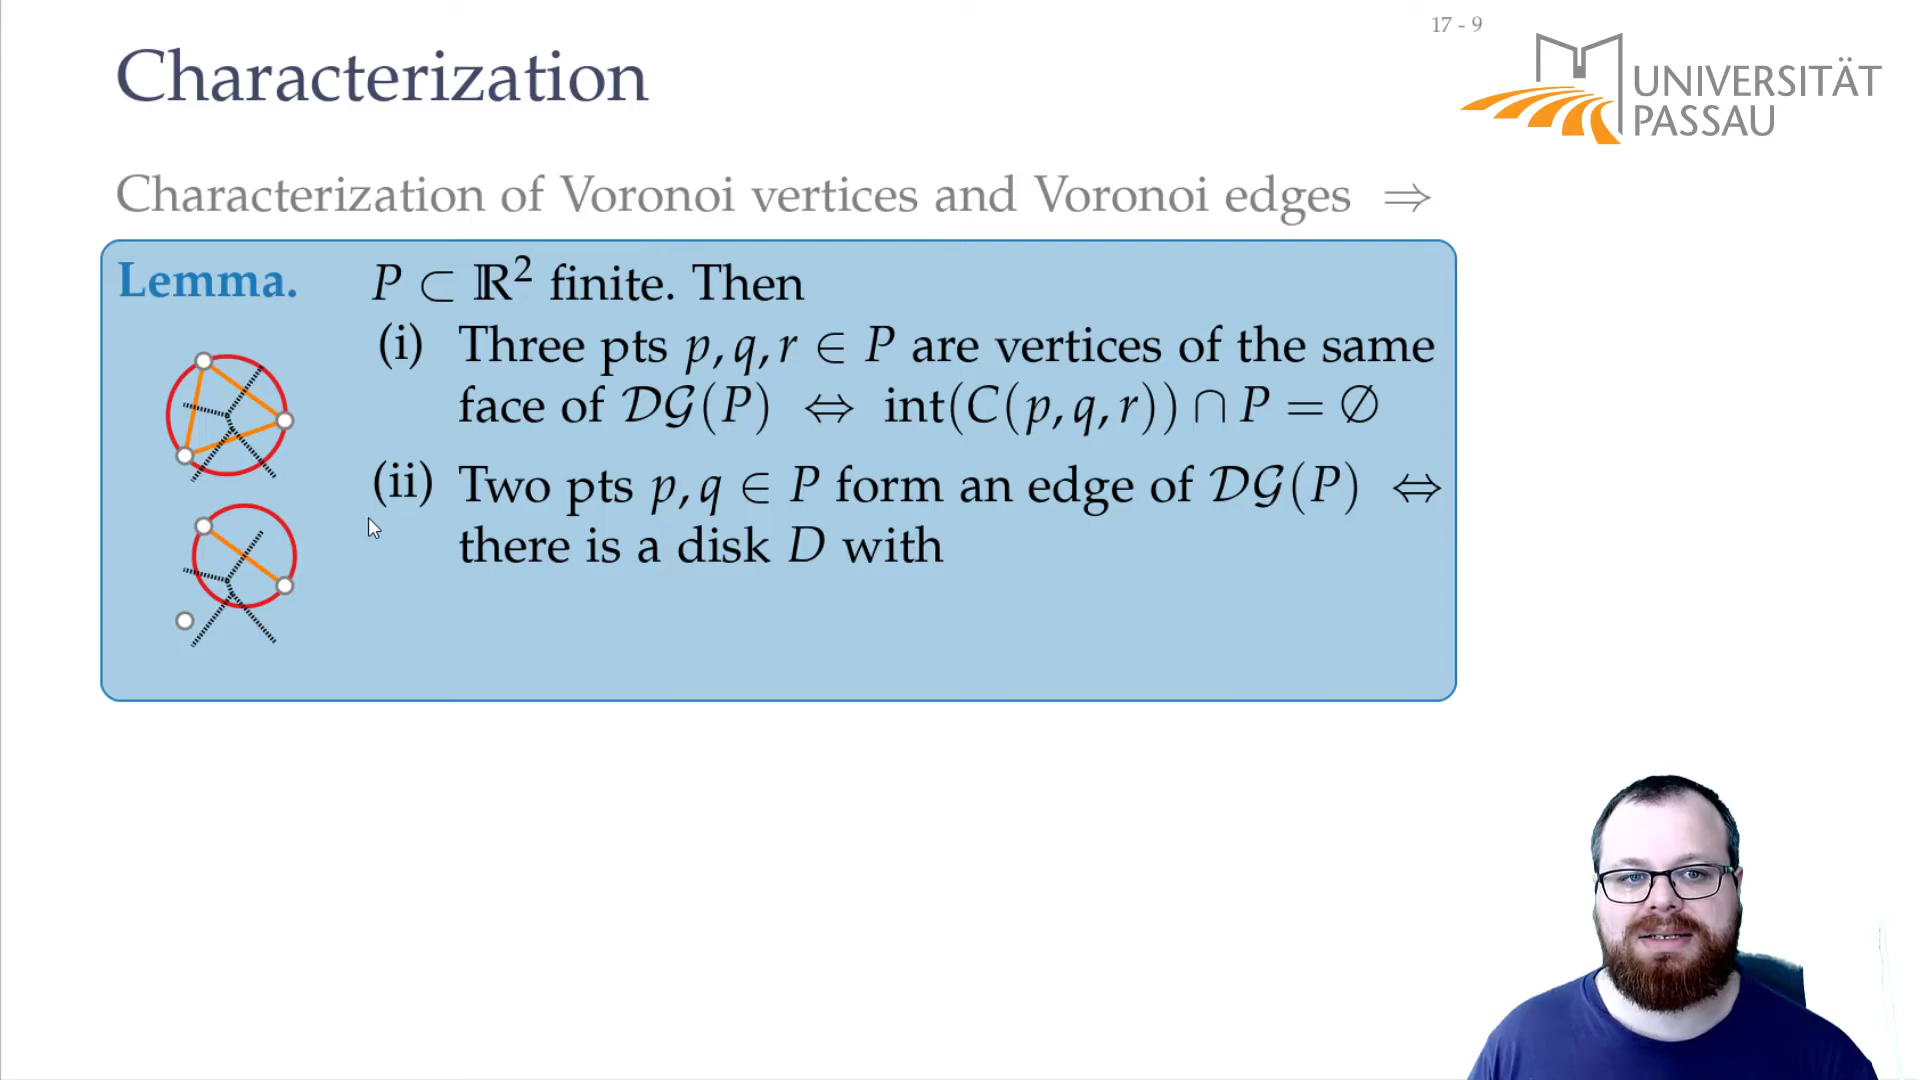 17 - 9
Characterization
UNIVERSITÄT
PASSAU
Characterization of Voronoi vertices and Voronoi edges ⇒
Lemma. P ⊂ ℝ² finite. Then
(i) Three pts p, q, r ∈ P are vertices of the same
face of 𝒟𝒢(P) ⇔ int(C(p, q, r)) ∩ P = ∅
(ii) Two pts p, q ∈ P form an edge of 𝒟𝒢(P) ⇔
there is a disk D with